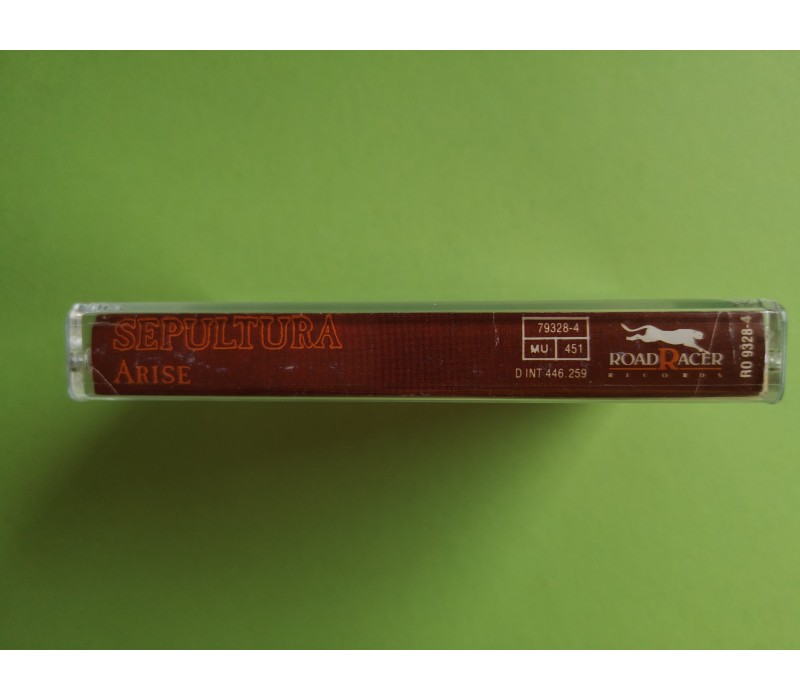 SEPULTURA
ARISE
79328-4
MU 451
D INT 446.259
ROADRACER
RECORDS
RO 9328-4